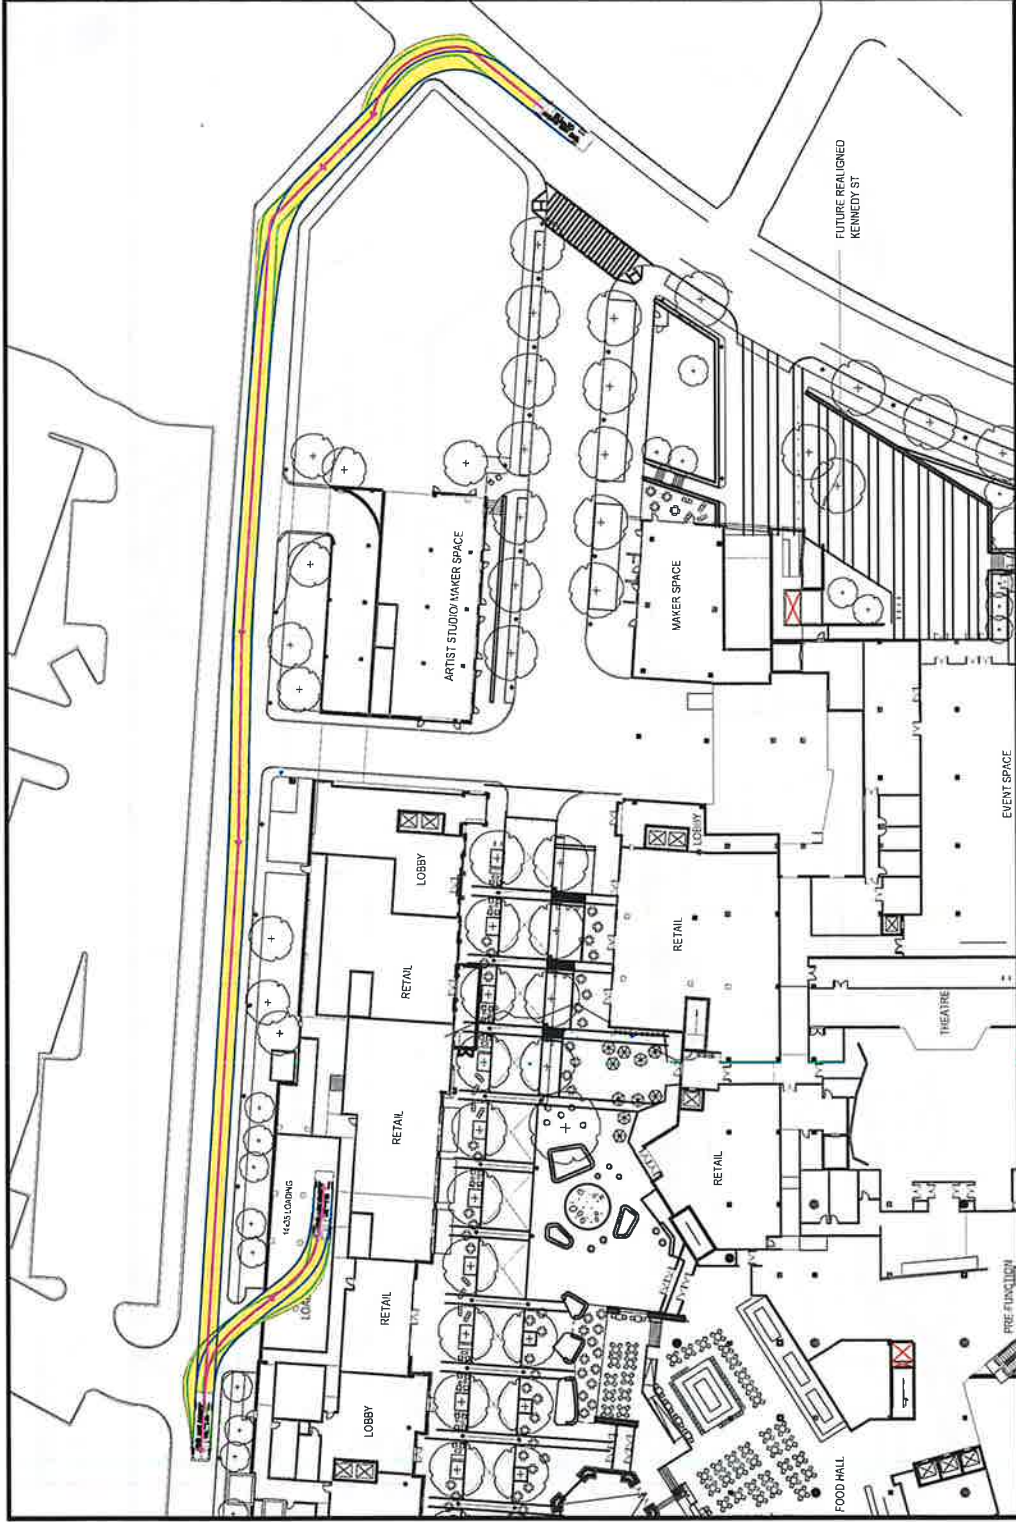 FUTURE REALIGNED
KENNEDY ST
ARTIST STUDIO/ MAKER SPACE
MAKER SPACE
EVENT SPACE
LOBBY
LOBBY
RETAIL
RETAIL
THEATRE
RETAIL
RETAIL
14x35 LOADING
RETAIL
PRE-FUNCTION
LOBBY
FOOD HALL